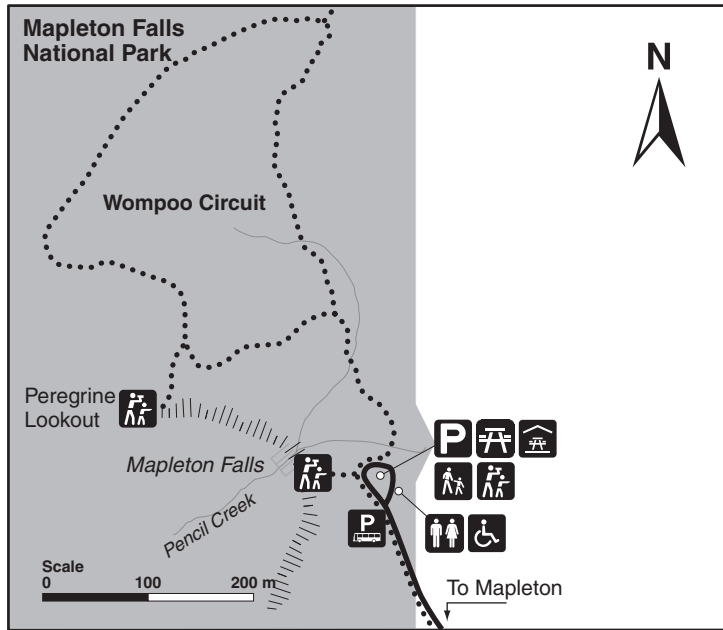 Mapleton Falls
National Park
N
Wompoo Circuit
Peregrine
Lookout
P
Mapleton Falls
P
Pencil Creek
Scale
0 100 200 m
To Mapleton